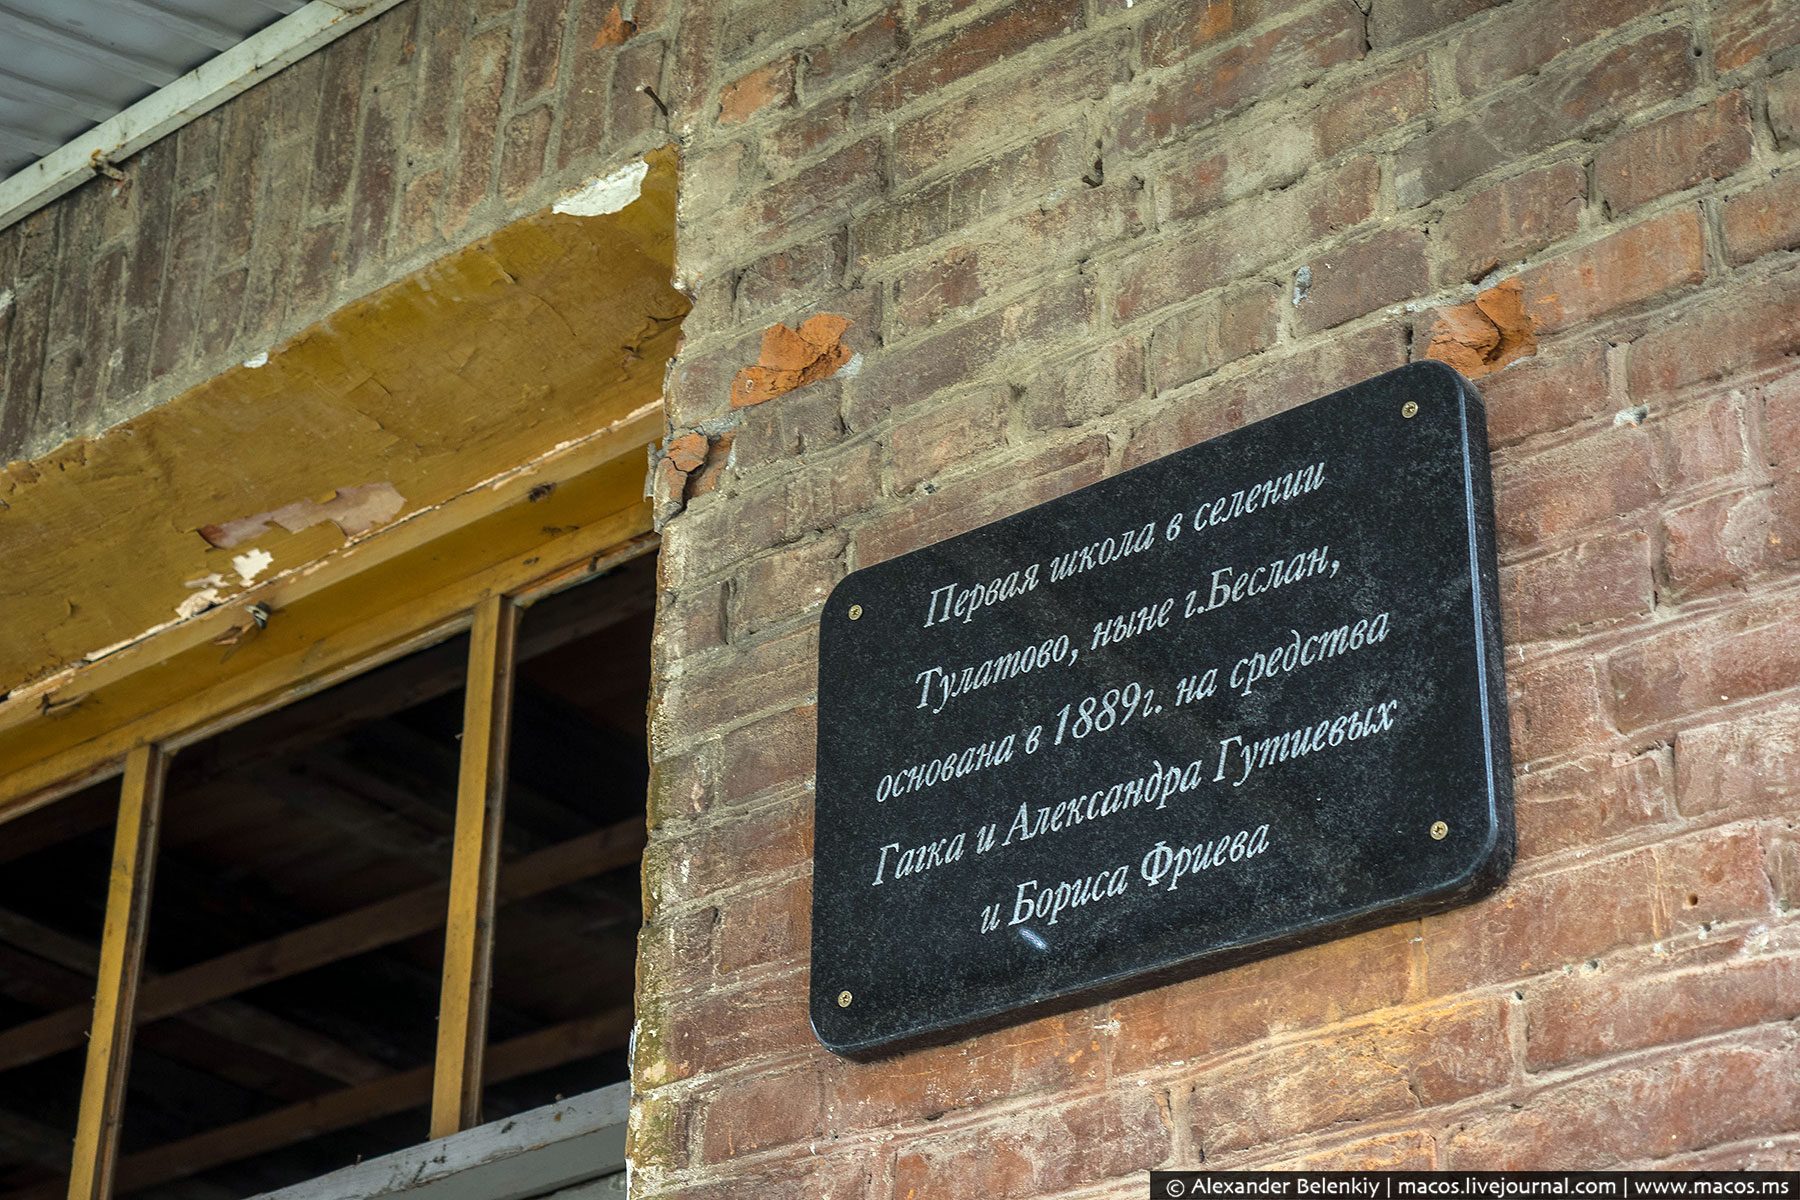 Первая школа в селении
Тулатово, ныне г.Беслан,
основана в 1889г. на средства
Гагка и Александра Гутиевых
и Бориса Фриева
© Alexander Belenkiy | macos.livejournal.com | www.macos.ms